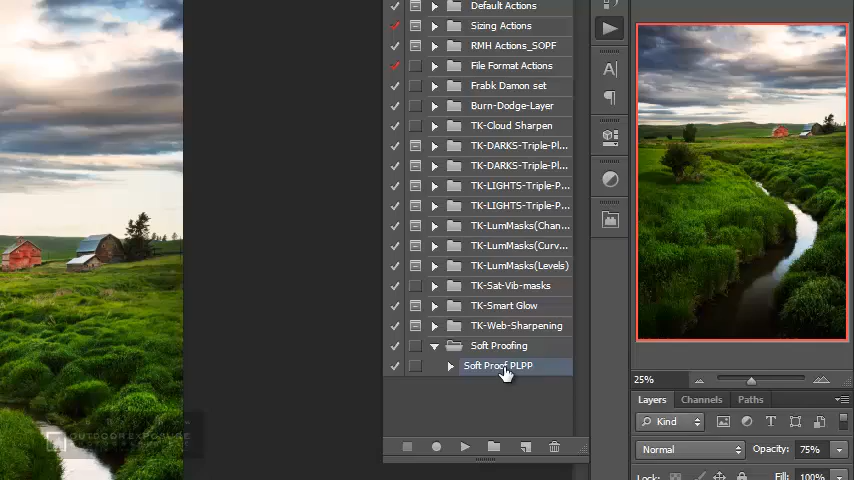 Default Actions
Sizing Actions
RMH Actions_SOPF
File Format Actions
Frabk Damon set
Burn-Dodge-Layer
TK-Cloud Sharpen
TK-DARKS-Triple-Pl...
TK-DARKS-Triple-Pl...
TK-LIGHTS-Triple-P...
TK-LIGHTS-Triple-P...
TK-LumMasks(Chan...
TK-LumMasks(Curv...
TK-LumMasks(Levels)
TK-Sat-Vib-masks
TK-Smart Glow
TK-Web-Sharpening
Soft Proofing
Soft Proof PLPP
25%
Layers Channels Paths
Kind
Normal Opacity: 75%
Lock: Fill: 100%
OUTDOOR EXPOSURE